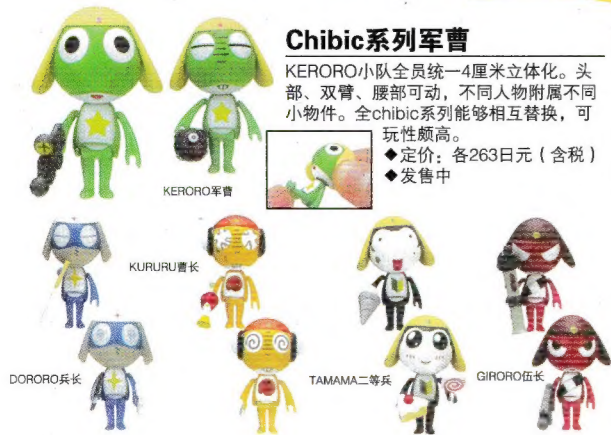 Chibic系列军曹
KERORO小队全员统一4厘米立体化。头
部、双臂、腰部可动，不同人物附属不同
小物件。全chibic系列能够相互替换，可
玩性颇高。
◆定价：各263日元（含税）
◆发售中
KERORO军曹
KURURU曹长
DORORO兵长
TAMAMA二等兵
GIRORO伍长